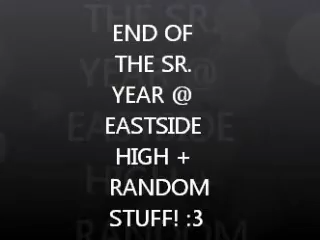 END OF
THE SR.
YEAR @
EASTSIDE
HIGH +
RANDOM
STUFF! :3